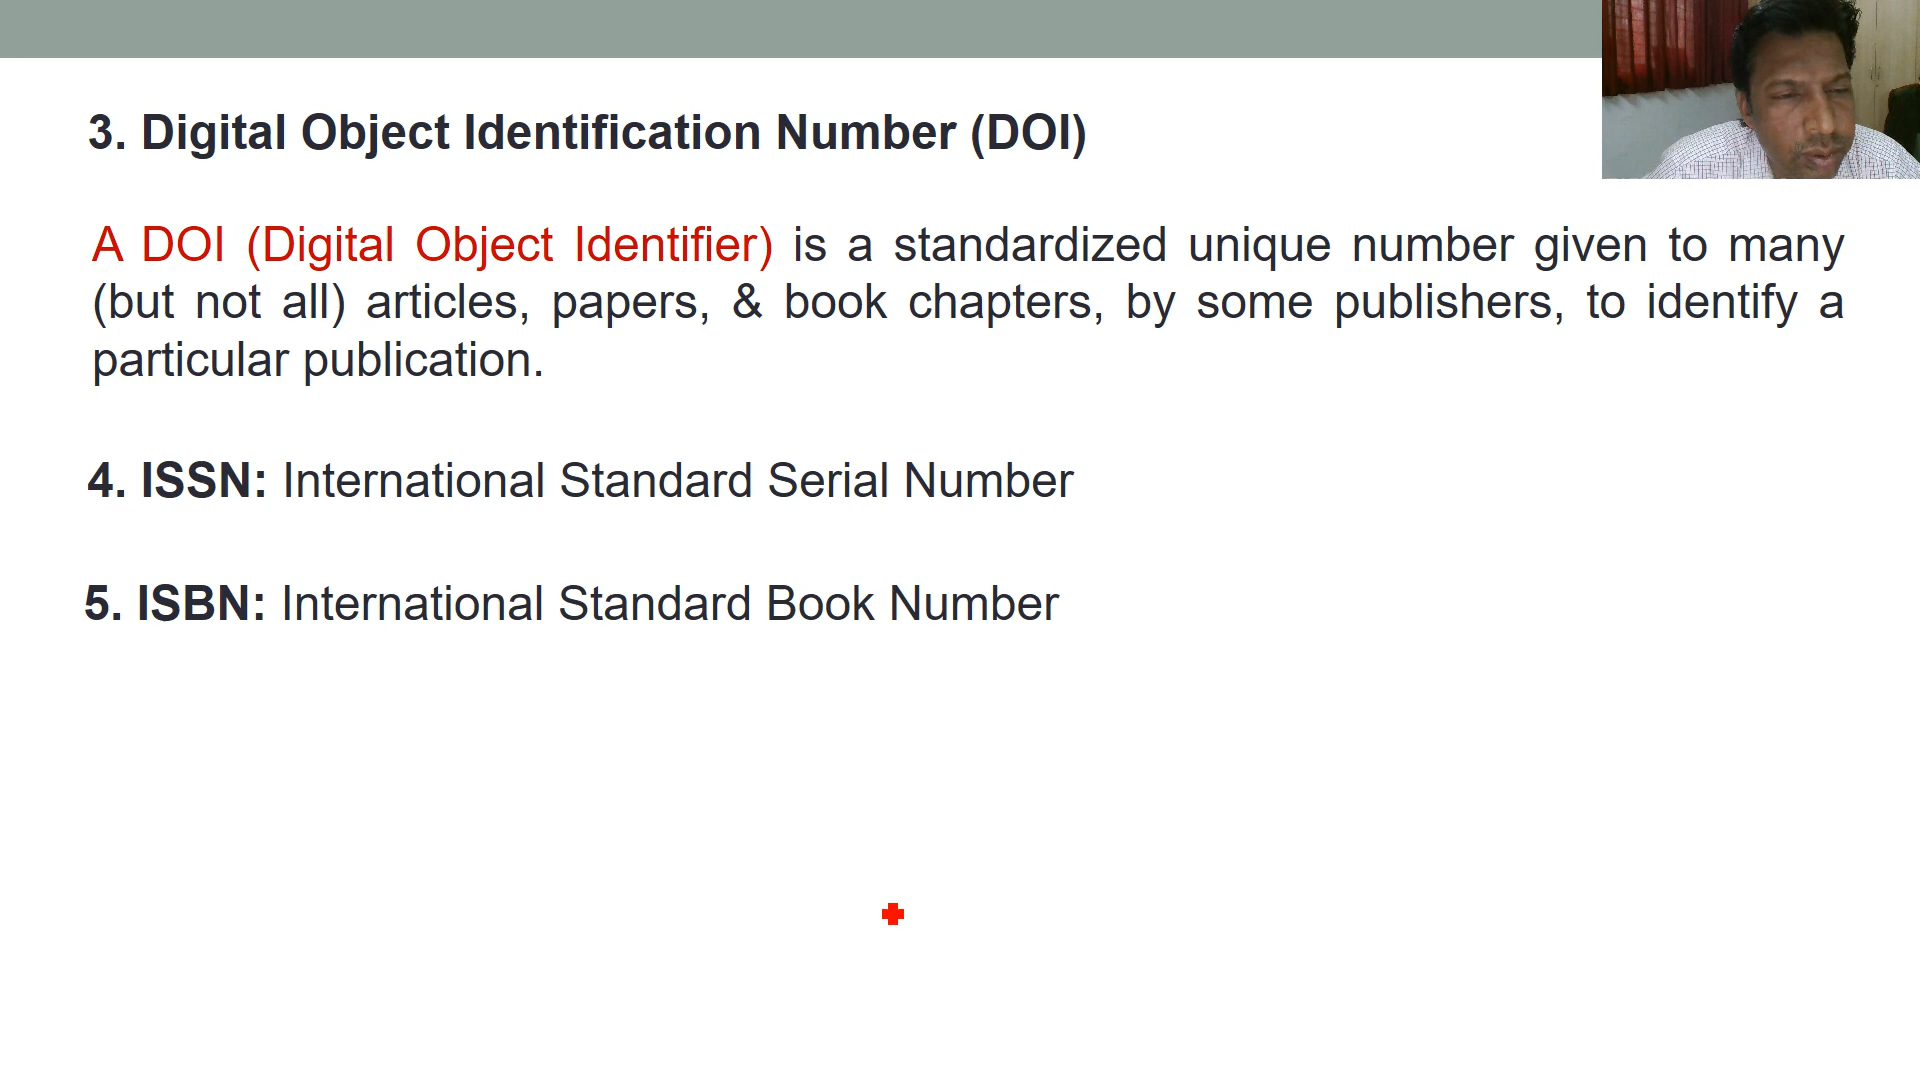 3. Digital Object Identification Number (DOI)
A DOI (Digital Object Identifier) is a standardized unique number given to many
(but not all) articles, papers, & book chapters, by some publishers, to identify a
particular publication.
4. ISSN: International Standard Serial Number
5. ISBN: International Standard Book Number